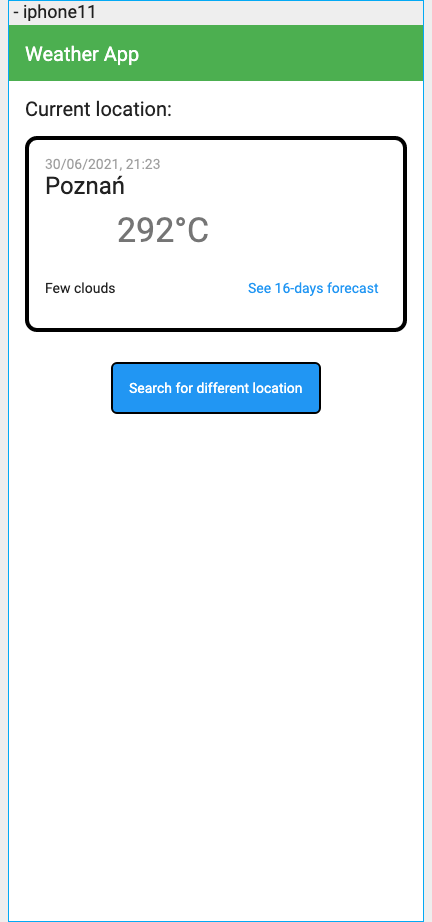 - iphone11
Weather App
Current location:
30/06/2021, 21:23
Poznań
292°C
Few clouds
See 16-days forecast
Search for different location